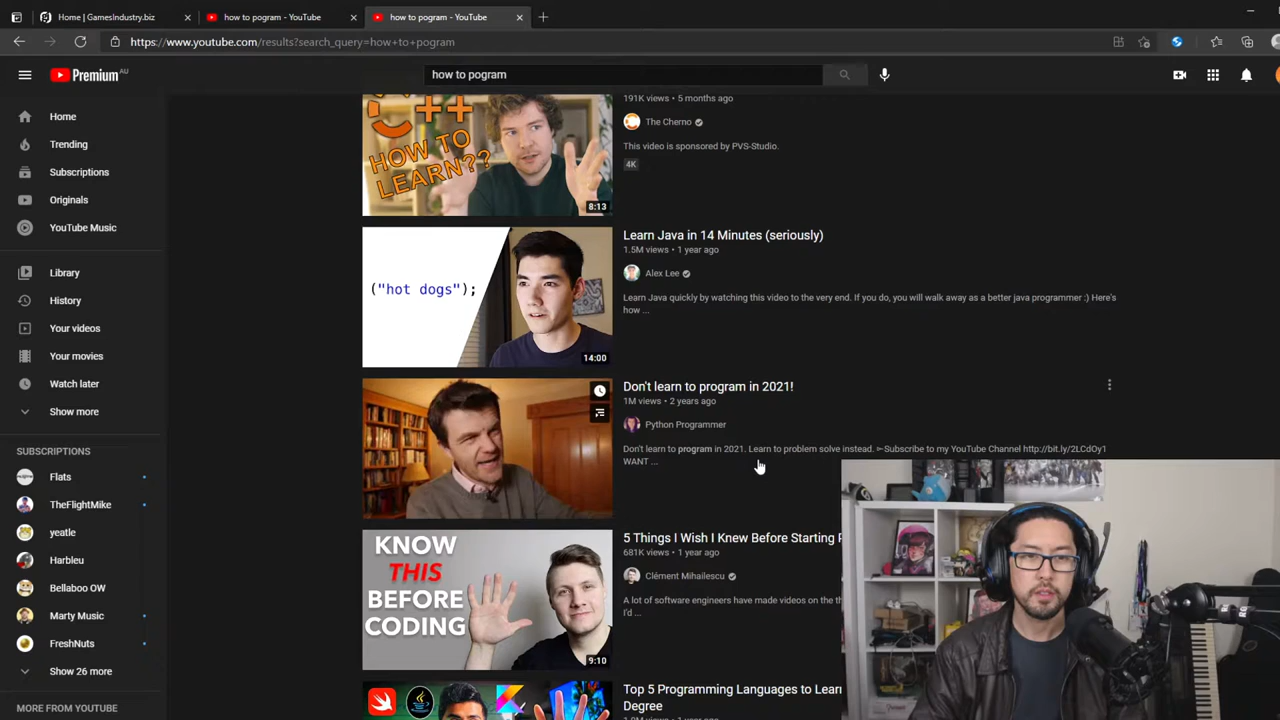 Home | GamesIndustry.biz
how to pogram - YouTube
how to pogram - YouTube
https://www.youtube.com/results?search_query=how+to+pogram
Premium AU
how to pogram
Home
Trending
Subscriptions
Originals
YouTube Music
Library
History
Your videos
Your movies
Watch later
Show more
SUBSCRIPTIONS
Flats
TheFlightMike
yeatle
Harbleu
Bellaboo OW
Marty Music
FreshNuts
Show 26 more
MORE FROM YOUTUBE
C++
HOW TO
LEARN??
8:13
191K views • 5 months ago
The Cherno
This video is sponsored by PVS-Studio.
4K
("hot dogs");
14:00
Learn Java in 14 Minutes (seriously)
1.5M views • 1 year ago
Alex Lee
Learn Java quickly by watching this video to the very end. If you do, you will walk away as a better java programmer :) Here's
how ...
Don't learn to program in 2021!
1M views • 2 years ago
Python Programmer
Don't learn to program in 2021. Learn to problem solve instead. ➢Subscribe to my YouTube Channel http://bit.ly/2LCdOy1
WANT ...
KNOW
THIS
BEFORE
CODING
9:10
5 Things I Wish I Knew Before Starting
681K views • 1 year ago
Clément Mihailescu
A lot of software engineers have made videos on the
I'd ...
Top 5 Programming Languages to Lear
Degree